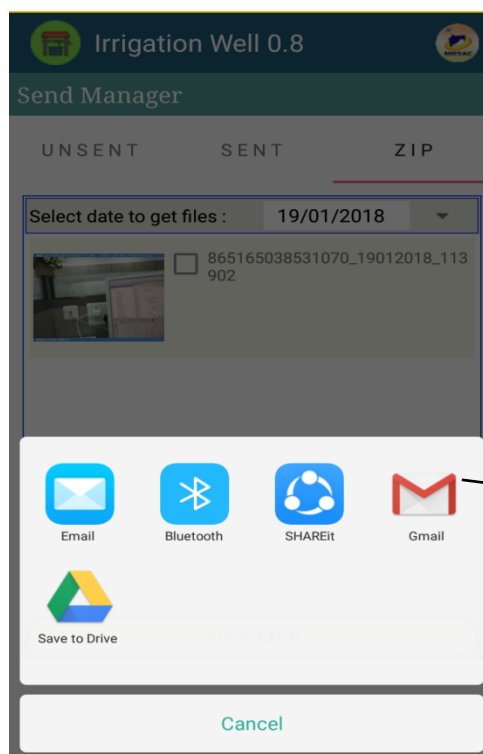 Irrigation Well 0.8
MRSAC
Send Manager
UNSENT SENT ZIP
Select date to get files : 19/01/2018
865165038531070_19012018_113
902
Email Bluetooth SHAREit Gmail
Save to Drive
Cancel